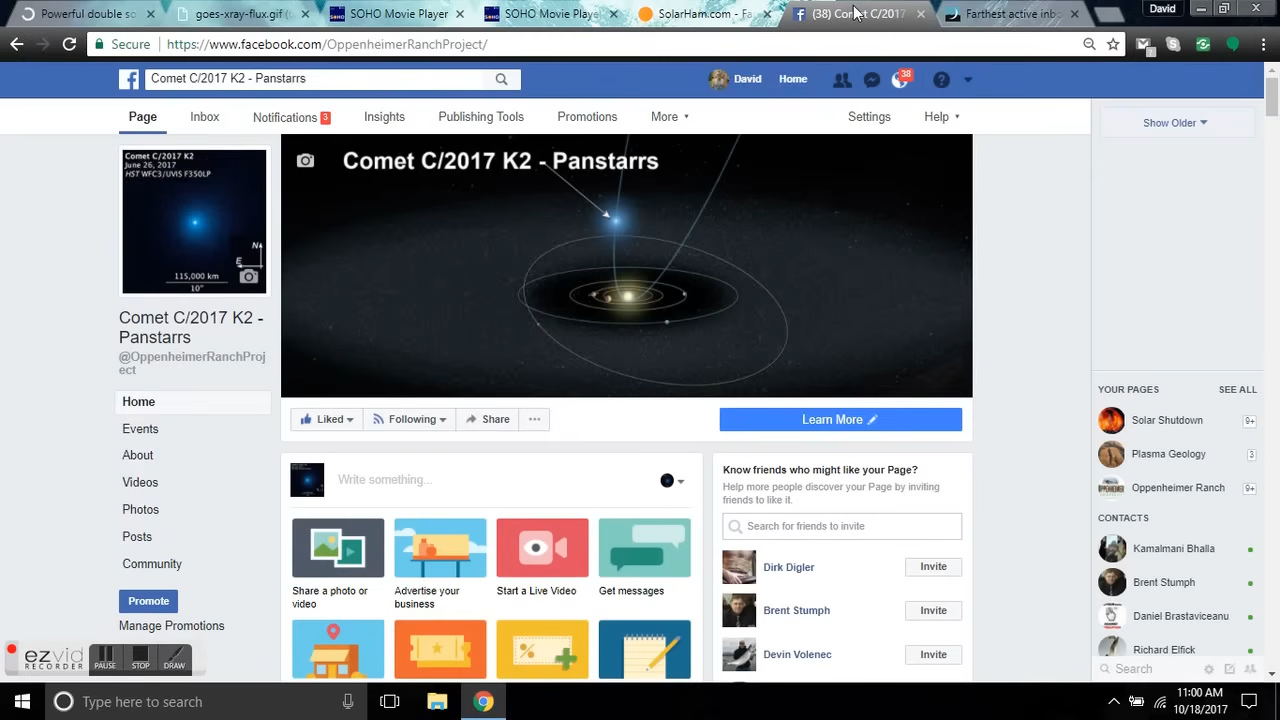 Powerful double so
goes-xray-flux.gif (
SOHO Movie Player
SOHO Movie Player
SolarHam.com - Fa
(38) Comet C/2017
Farthest active inb
David
Secure
https://www.facebook.com/OppenheimerRanchProject/
Comet C/2017 K2 - Panstarrs
David
Home
38
Page
Inbox
Notifications 3
Insights
Publishing Tools
Promotions
More
Settings
Help
Show Older
Comet C/2017 K2
June 26, 2017
HST WFC3/UVIS F350LP
N
E
115,000 km
10"
Comet C/2017 K2 - Panstarrs
Comet C/2017 K2 -
Panstarrs
@OppenheimerRanchProj
ect
Home
Events
About
Videos
Photos
Posts
Community
Promote
Manage Promotions
Liked
Following
Share
Learn More
Write something...
Share a photo or
video
Advertise your
business
Start a Live Video
Get messages
Know friends who might like your Page?
Help more people discover your Page by inviting
friends to like it.
Search for friends to invite
Dirk Digler
Invite
Brent Stumph
Invite
Devin Volenec
Invite
YOUR PAGES
SEE ALL
Solar Shutdown
9+
Plasma Geology
3
Oppenheimer Ranch
9+
CONTACTS
Kamalmani Bhalla
Brent Stumph
Daniel Brastaviceanu
Richard Elfick
Search
ezvid
RECORDER
PAUSE
STOP
DRAW
Type here to search
11:00 AM
10/18/2017